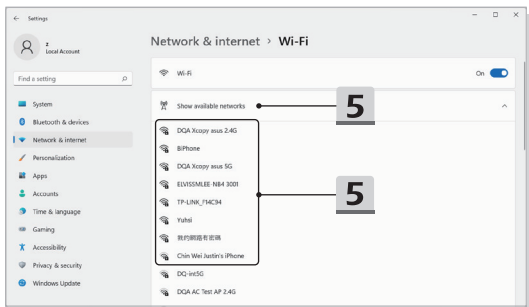 Settings
z
Local Account
Find a setting
System
Bluetooth & devices
Network & internet
Personalization
Apps
Accounts
Time & language
Gaming
Accessibility
Privacy & security
Windows Update
Network & internet > Wi-Fi
Wi-Fi
On
Show available networks
5
DQA Xcopy asus 2.4G
BiPhone
DQA Xcopy asus 5G
ELVISSMLEE-NB4 3001
5
TP-LINK_F14C94
Yuhsi
我的網路有密碼
Chin Wei Justin's iPhone
DQ-int5G
DQA AC Test AP 2.4G